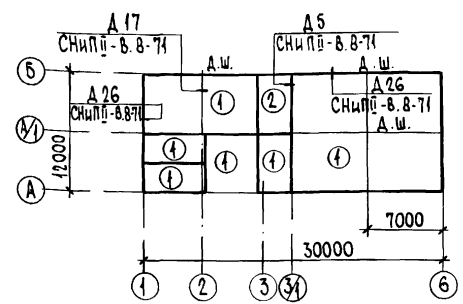 Д 17
СНиП II-В.8-71
Д 5
СНиП II-В.8-71
Д.Ш.
Д.Ш.
Б
Д 26
СНиП II-В.8-71
1
2
Д 26
СНиП II-В.8-71
А/1
Д.Ш.
12000
1
1
1
1
1
А
7000
30000
1
2
3
3/1
6